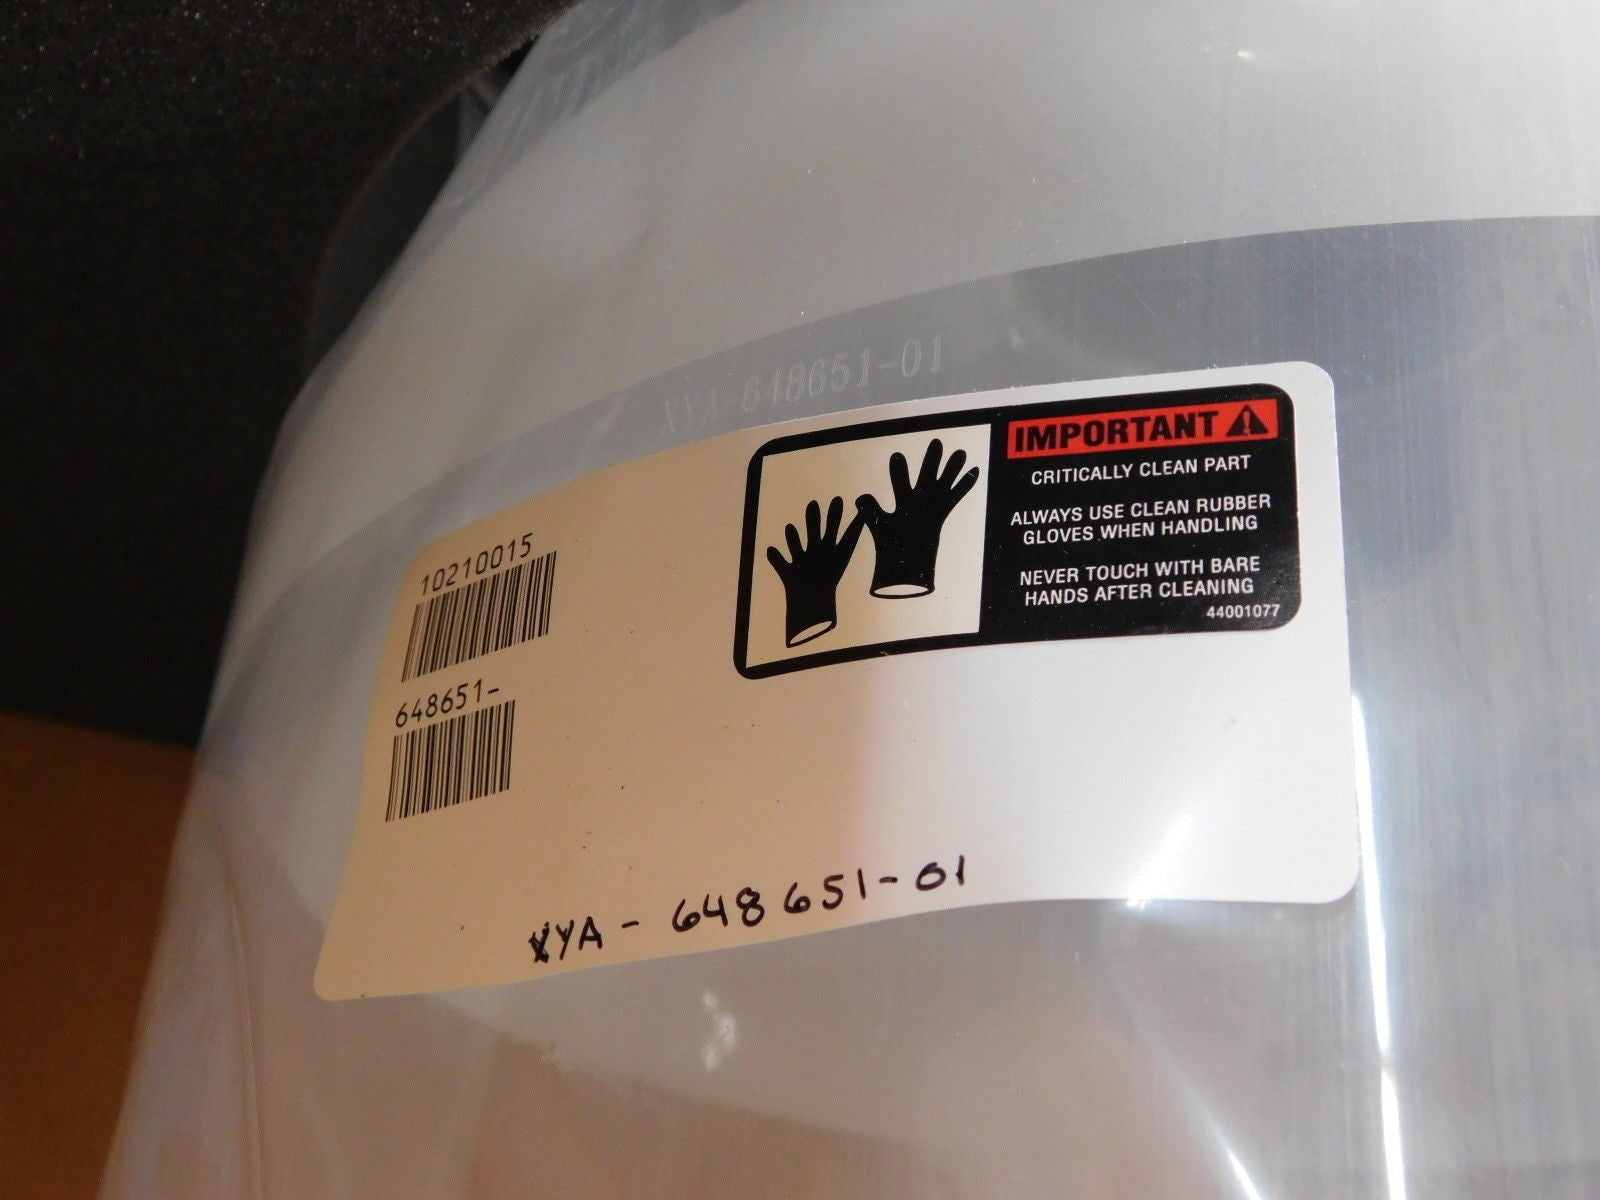 XYA-648651-01
IMPORTANT
CRITICALLY CLEAN PART
ALWAYS USE CLEAN RUBBER
GLOVES WHEN HANDLING
NEVER TOUCH WITH BARE
HANDS AFTER CLEANING
44001077
10210015
648651-
XYA-648651-01